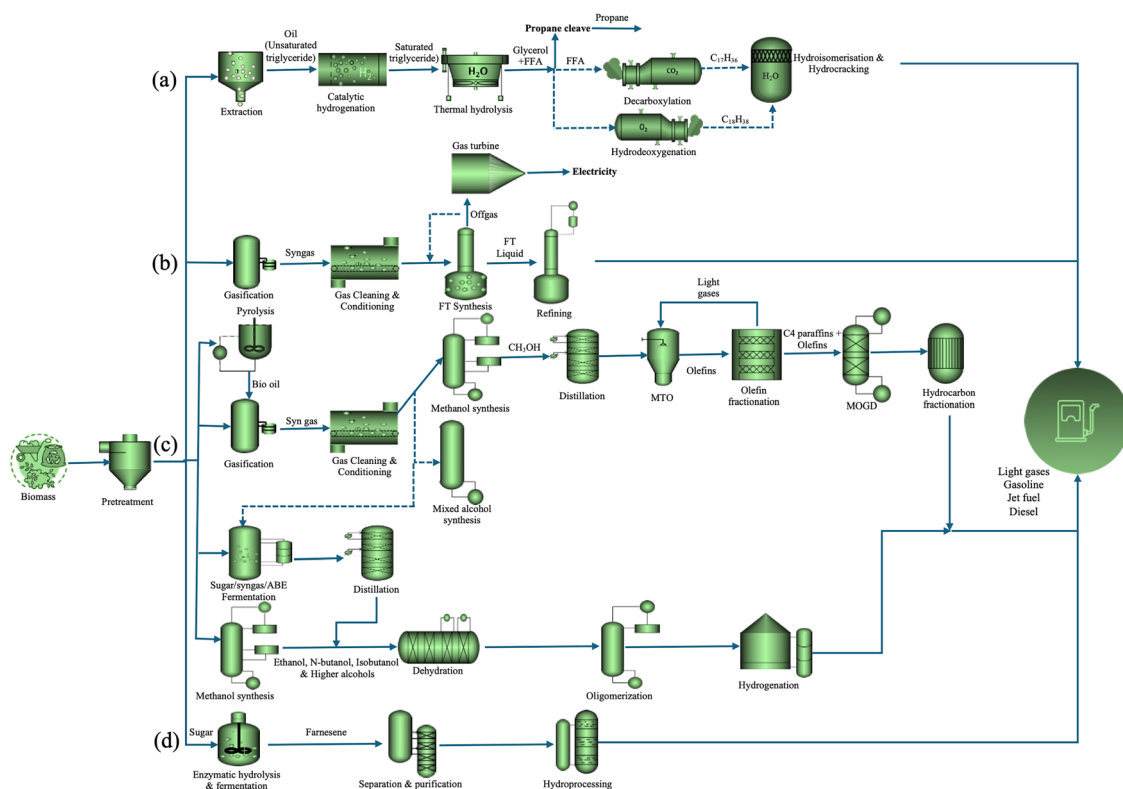 Propane
Propane cleave
Oil
(Unsaturated
triglyceride)
Saturated
triglyceride)
Glycerol
+FFA
FFA
C₁₇H₃₆
(a)
H₂
H₂O
CO₂
H₂O
Hydroisomerisation &
Hydrocracking
Extraction
Catalytic
hydrogenation
Thermal hydrolysis
Decarboxylation
O₂
C₁₈H₃₈
Hydrodeoxygenation
Gas turbine
Electricity
Offgas
(b)
Syngas
FT
Liquid
Gasification
Gas Cleaning &
Conditioning
FT Synthesis
Refining
Pyrolysis
Light
gases
CH₃OH
C4 paraffins +
Olefins
Bio oil
Olefins
Methanol synthesis
Distillation
MTO
Olefin
fractionation
MOGD
Hydrocarbon
fractionation
(c)
Syn gas
Gasification
Gas Cleaning &
Conditioning
Biomass
Pretreatment
Mixed alcohol
synthesis
Light gases
Gasoline
Jet fuel
Diesel
Sugar/syngas/ABE
Fermentation
Distillation
Ethanol, N-butanol, Isobutanol
& Higher alcohols
Methanol synthesis
Dehydration
Oligomerization
Hydrogenation
(d)
Sugar
Farnesene
Enzymatic hydrolysis
& fermentation
Separation & purification
Hydroprocessing